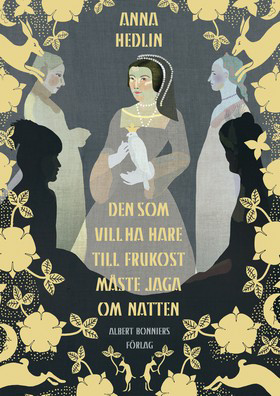 ANNA
HEDLIN
DEN SOM
VILL HA HARE
TILL FRUKOST
MÅSTE JAGA
OM NATTEN
ALBERT BONNIERS
FÖRLAG